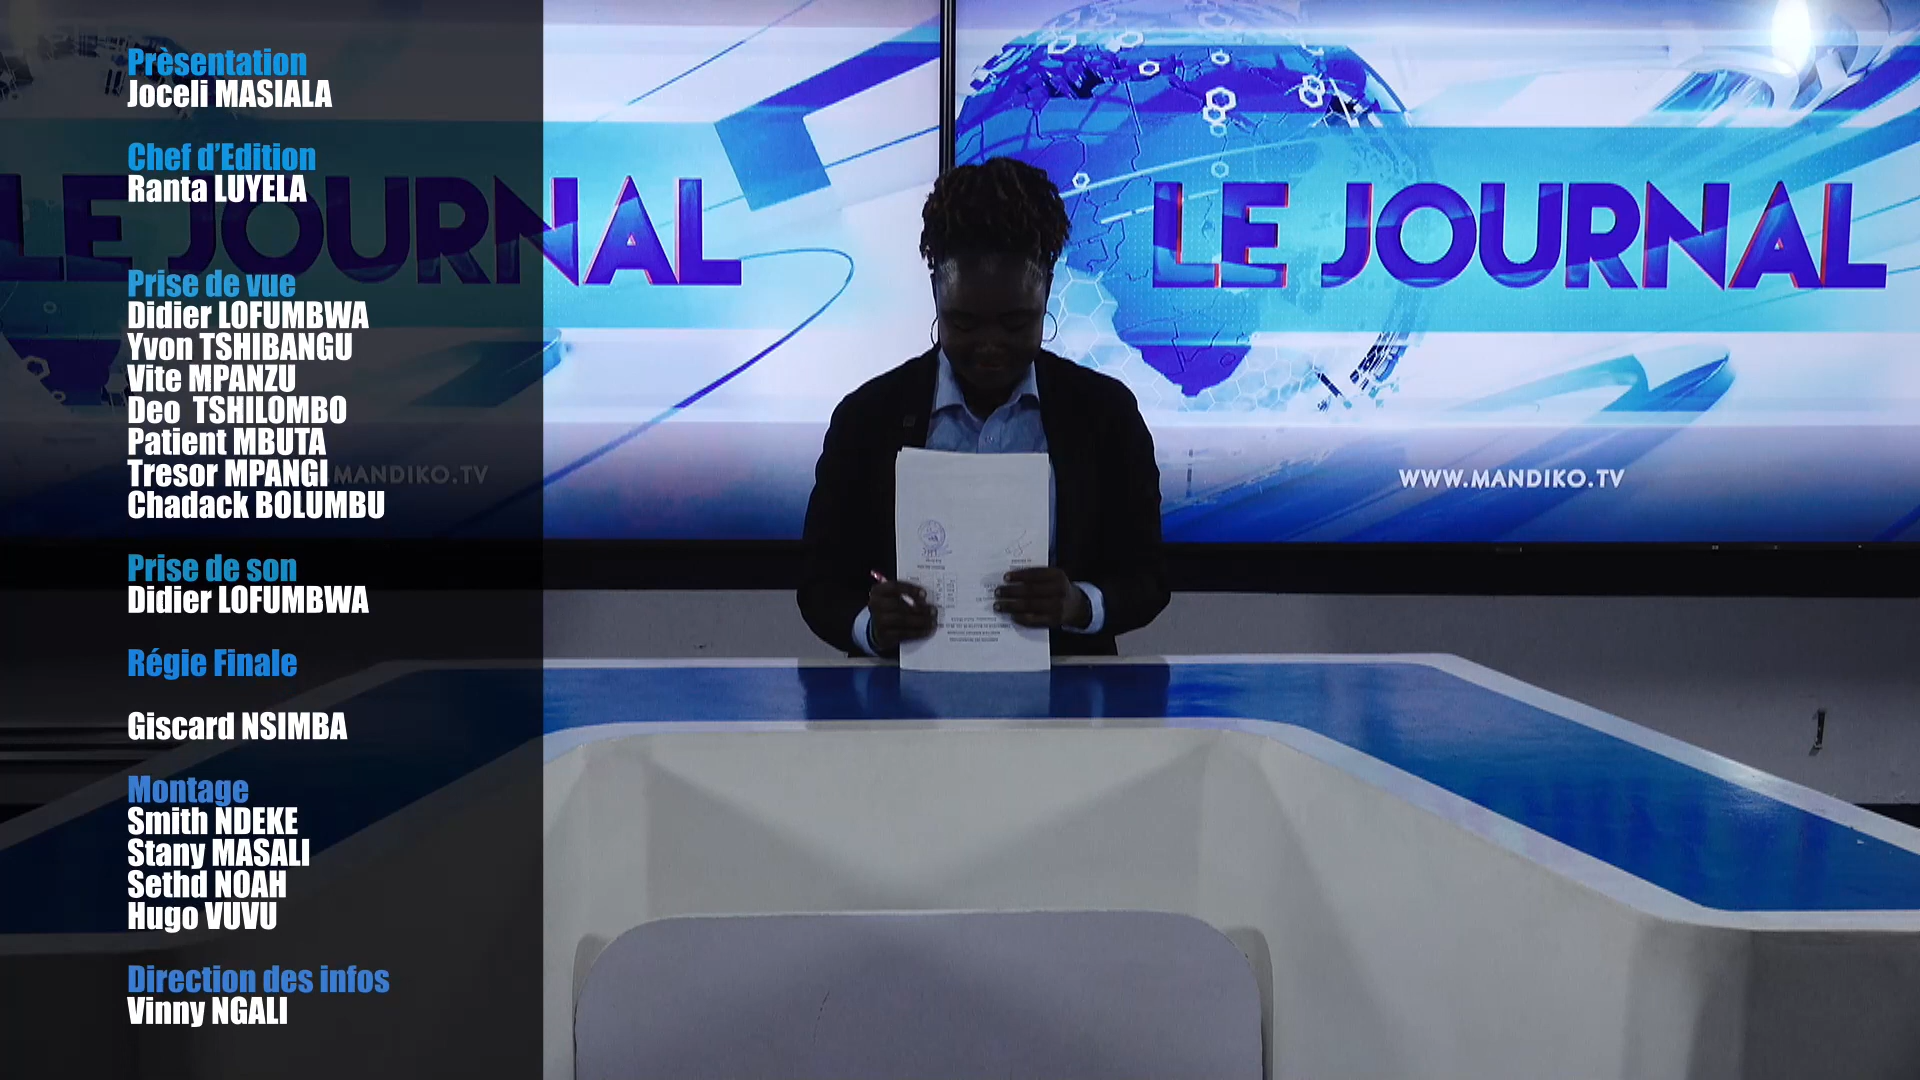 Prèsentation
Joceli MASIALA
Chef d'Edition
Ranta LUYELA
Prise de vue
Didier LOFUMBWA
Yvon TSHIBANGU
Vite MPANZU
Deo  TSHILOMBO
Patient MBUTA
Tresor MPANGI
Chadack BOLUMBU
Prise de son
Didier LOFUMBWA
Régie Finale
Giscard NSIMBA
Montage
Smith NDEKE
Stany MASALI
Sethd NOAH
Hugo VUVU
Direction des infos
Vinny NGALI
LE JOURNAL
MANDIKO.TV
LE JOURNAL
WWW.MANDIKO.TV